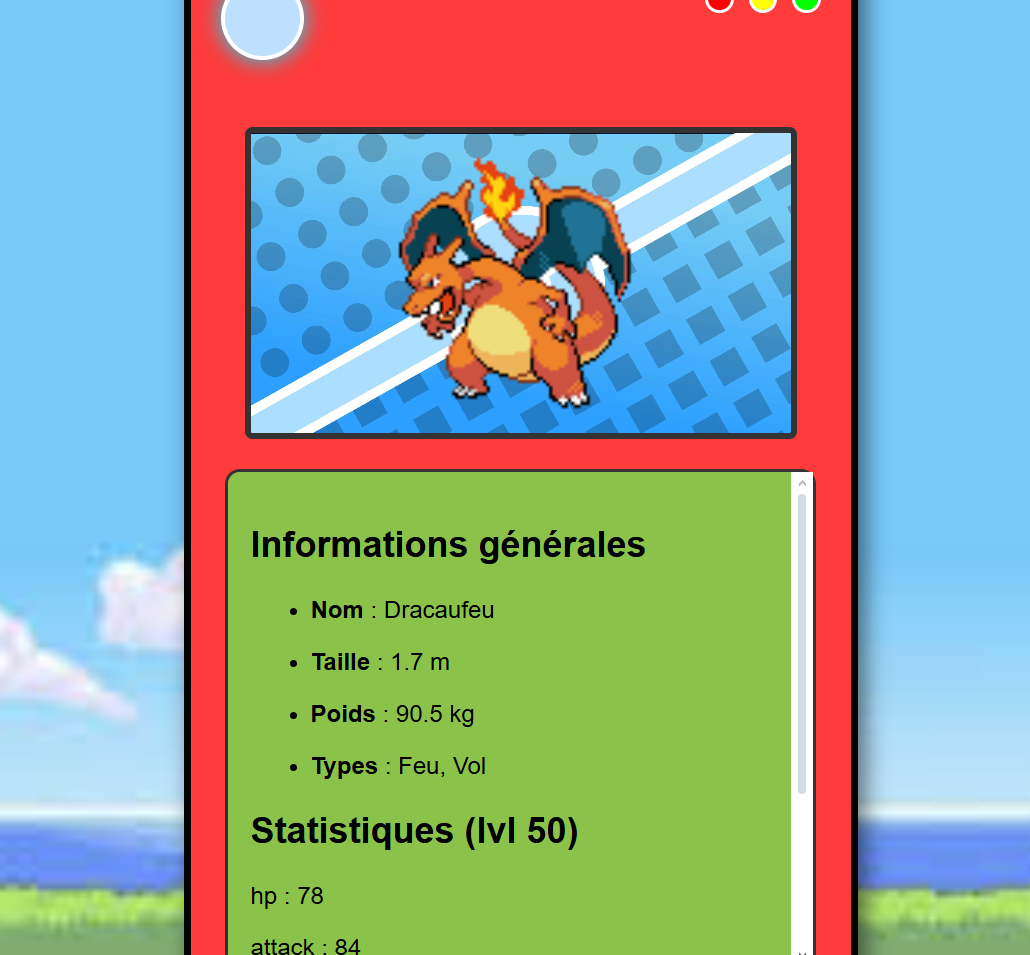 Informations générales
Nom : Dracaufeu
Taille : 1.7 m
Poids : 90.5 kg
Types : Feu, Vol
Statistiques (lvl 50)
hp : 78
attack : 84